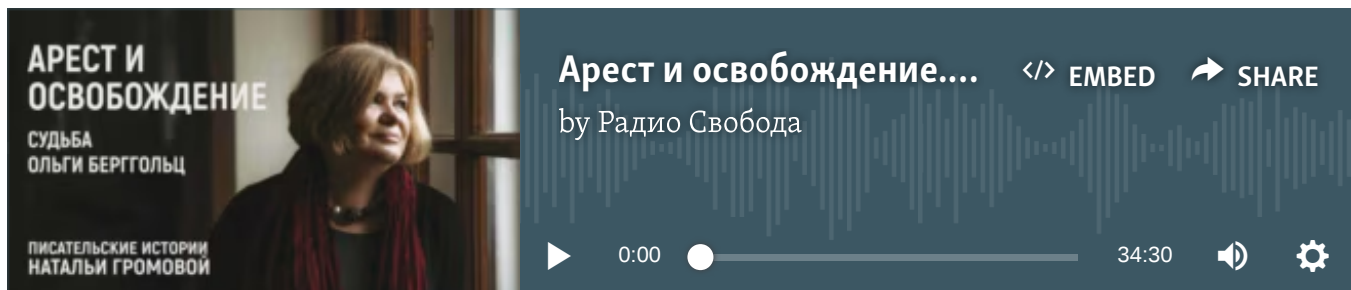 АРЕСТ И
ОСВОБОЖДЕНИЕ
СУДЬБА
ОЛЬГИ БЕРГГОЛЬЦ
ПИСАТЕЛЬСКИЕ ИСТОРИИ
НАТАЛЬИ ГРОМОВОЙ
Арест и освобождение....
</> EMBED
SHARE
by Радио Свобода
0:00
34:30